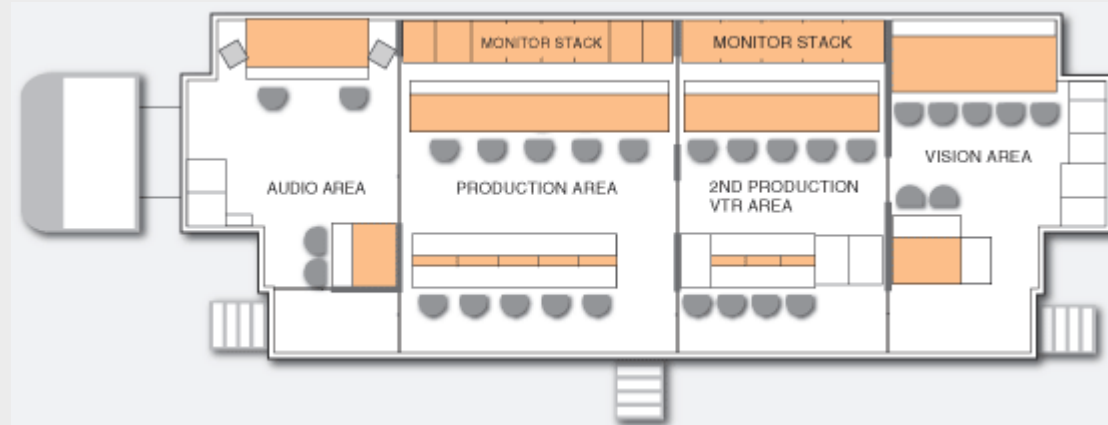 MONITOR STACK
MONITOR STACK
VISION AREA
AUDIO AREA
PRODUCTION AREA
2ND PRODUCTION
VTR AREA